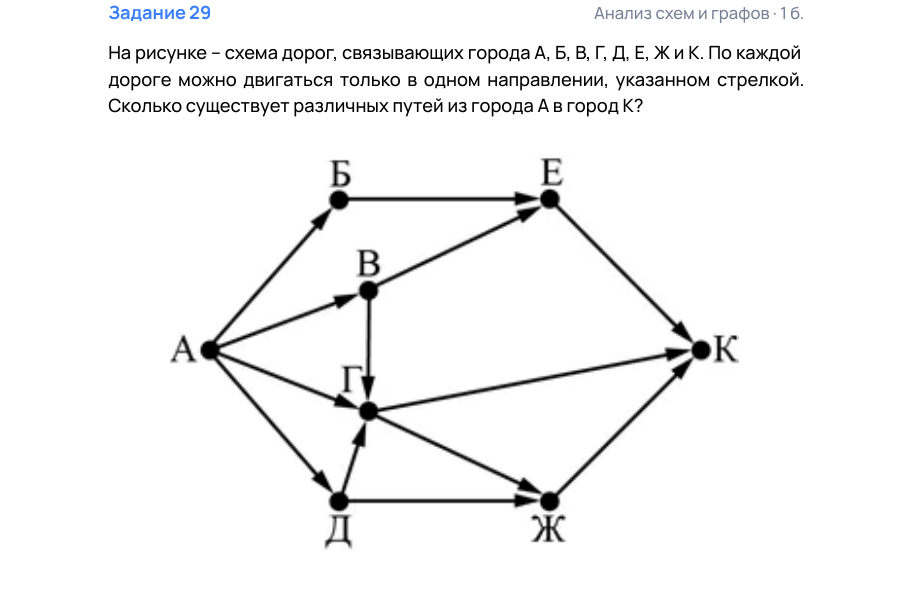 Задание 29
Анализ схем и графов · 1 б.
На рисунке – схема дорог, связывающих города А, Б, В, Г, Д, Е, Ж и К. По каждой
дороге можно двигаться только в одном направлении, указанном стрелкой.
Сколько существует различных путей из города А в город К?
Б
Е
В
А
К
Г
Д
Ж